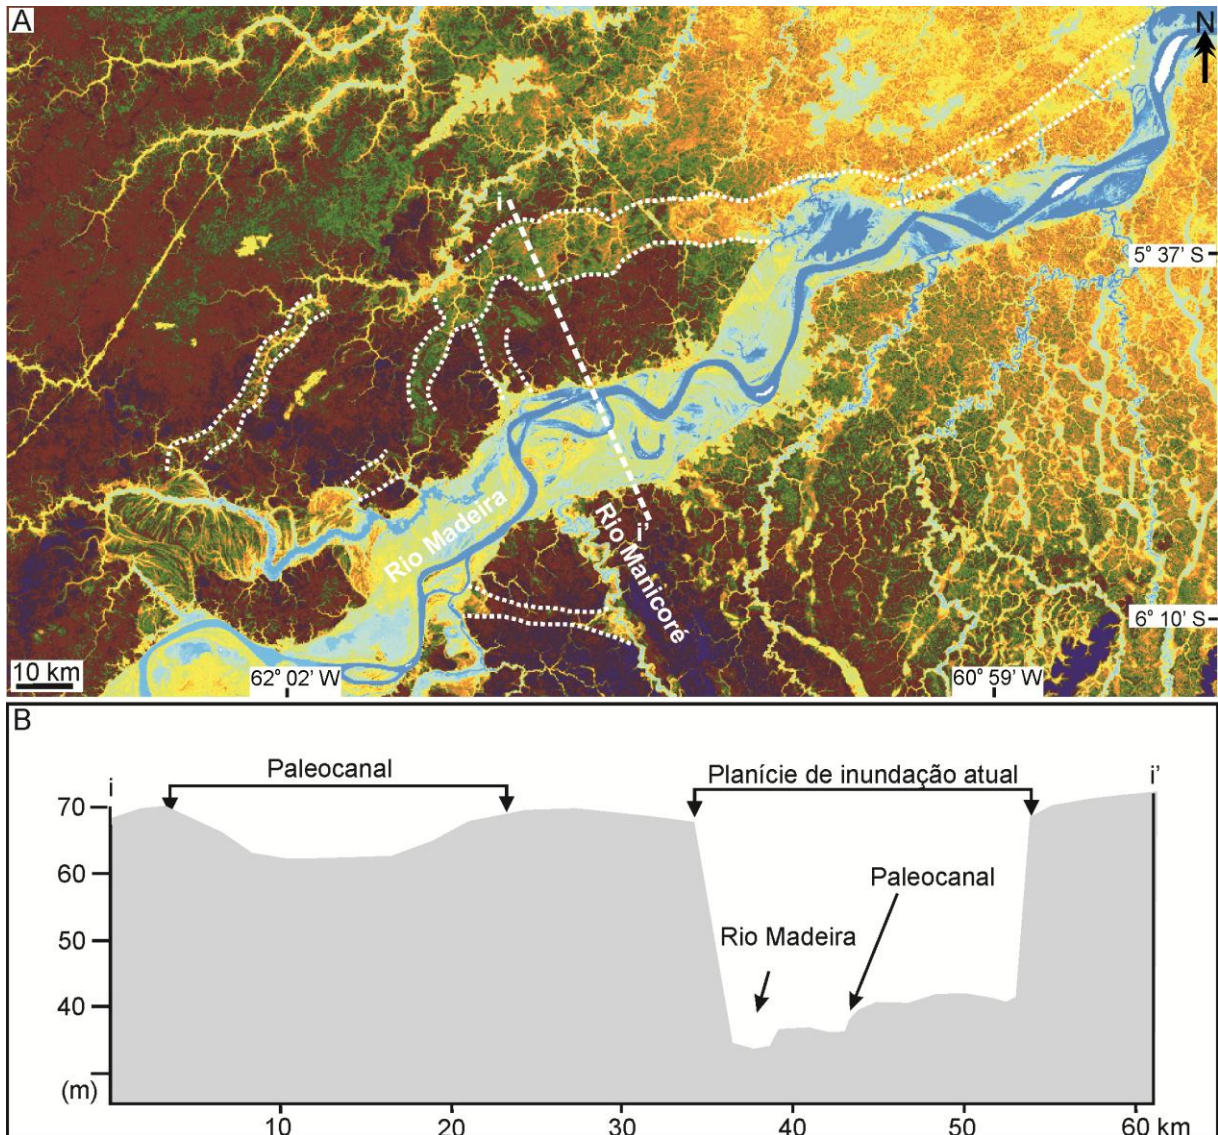 A
N
i
5° 37' S
Rio Madeira
i'
Rio Manicoré
6° 10' S
10 km
62° 02' W
60° 59' W
B
i
Paleocanal
Planície de inundação atual
i'
70
60
Paleocanal
50
Rio Madeira
40
(m)
10
20
30
40
50
60 km